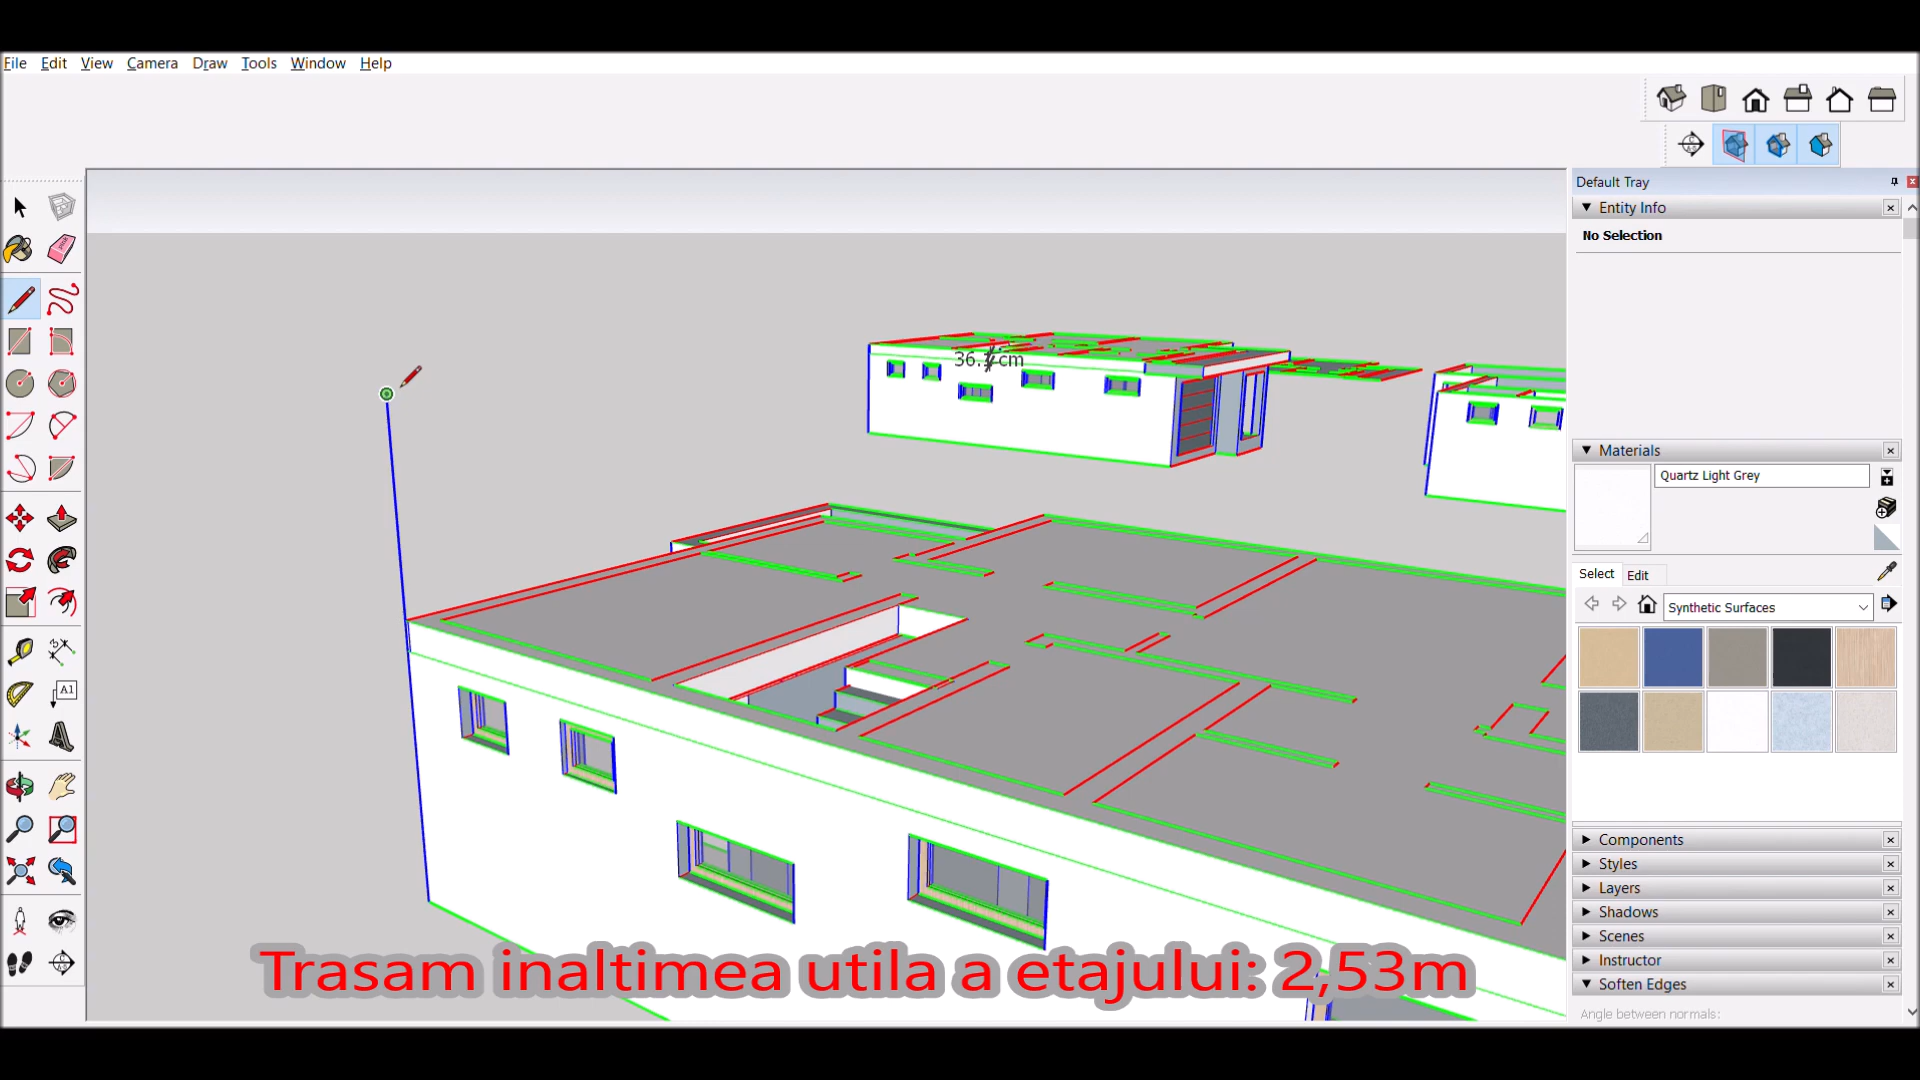 File Edit View Camera Draw Tools Window Help
Default Tray
Entity Info
No Selection
cm
Materials
Quartz Light Grey
Select Edit
Synthetic Surfaces
A1
Components
Styles
Layers
Shadows
Scenes
Instructor
Soften Edges
Angle between normals:
Trasam inaltimea utila a etajului: 2,53m